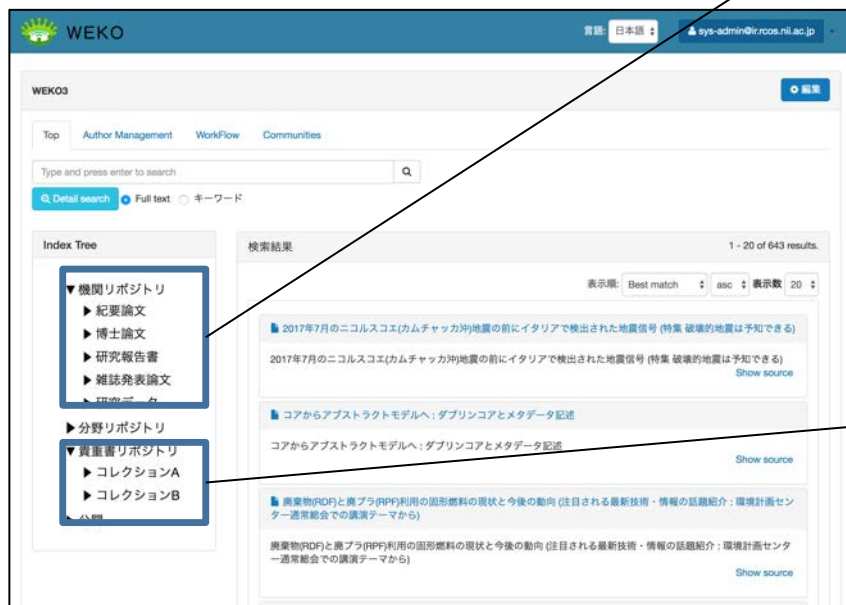 WEKO
言語: 日本語
sys-admin@ir.rcos.nii.ac.jp
WEKO3
編集
Top Author Management WorkFlow Communities
Type and press enter to search
Detail search Full text キーワード
Index Tree
▼機関リポジトリ
▶紀要論文
▶博士論文
▶研究報告書
▶雑誌発表論文
▶研究データ
▶分野リポジトリ
▼貴重書リポジトリ
▶コレクションA
▶コレクションB
検索結果 1 - 20 of 643 results.
表示順: Best match asc 表示数 20
2017年7月のニコルスコエ(カムチャッカ沖)地震の前にイタリアで検出された地震信号 (特集 破壊的地震は予知できる)
2017年7月のニコルスコエ(カムチャッカ沖)地震の前にイタリアで検出された地震信号 (特集 破壊的地震は予知できる)
Show source
コアからアブストラクトモデルへ : ダブリンコアとメタデータ記述
コアからアブストラクトモデルへ : ダブリンコアとメタデータ記述
Show source
廃棄物(RDF)と廃プラ(RPF)利用の固形燃料の現状と今後の動向 (注目される最新技術・情報の話題紹介 : 環境計画セン
ター通常総会での講演テーマから)
廃棄物(RDF)と廃プラ(RPF)利用の固形燃料の現状と今後の動向 (注目される最新技術・情報の話題紹介 : 環境計画センタ
ー通常総会での講演テーマから)
Show source